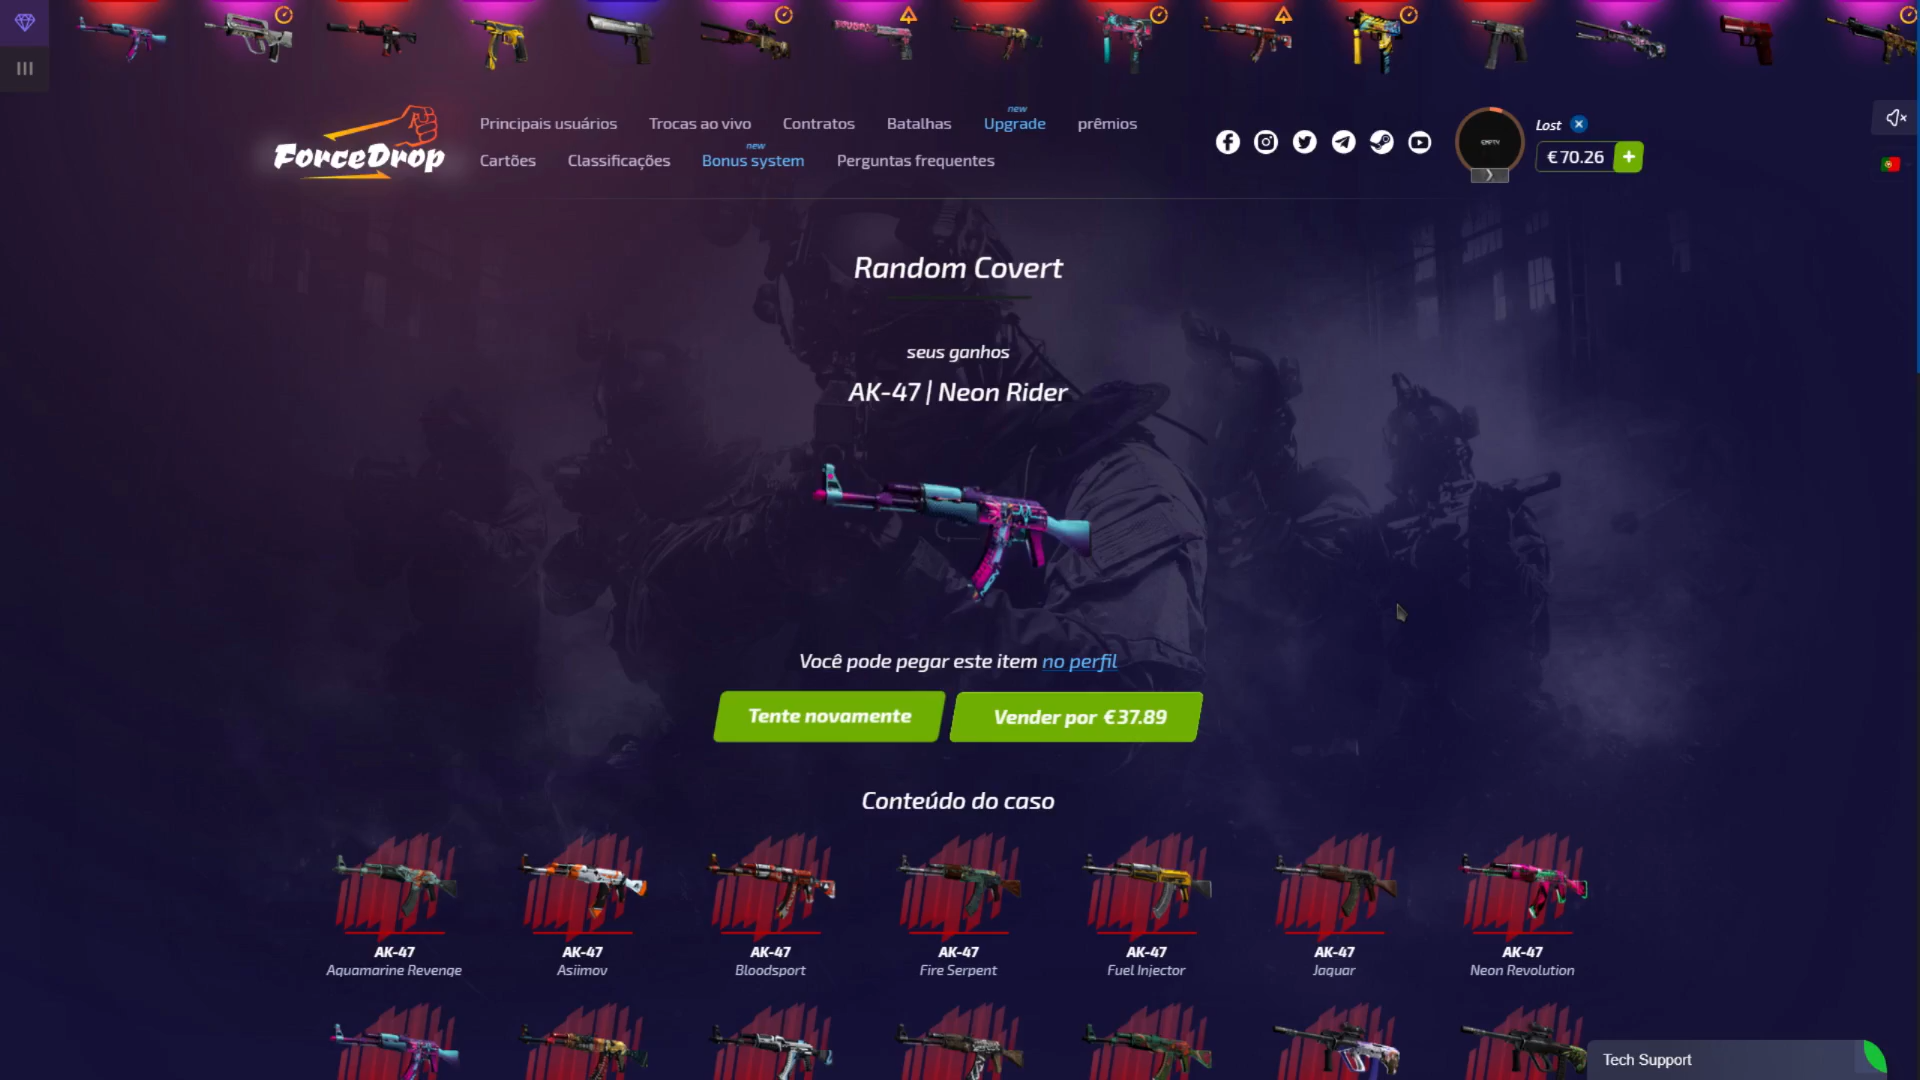 ForceDrop
Principais usuários
Trocas ao vivo
Contratos
Batalhas
new
Upgrade
prêmios
Cartões
Classificações
new
Bonus system
Perguntas frequentes
EMPTV
Lost
€ 70.26
Random Covert
seus ganhos
AK-47 | Neon Rider
Você pode pegar este item no perfil
Tente novamente
Vender por € 37.89
Conteúdo do caso
AK-47
Aquamarine Revenge
AK-47
Asiimov
AK-47
Bloodsport
AK-47
Fire Serpent
AK-47
Fuel Injector
AK-47
Jaguar
AK-47
Neon Revolution
Tech Support